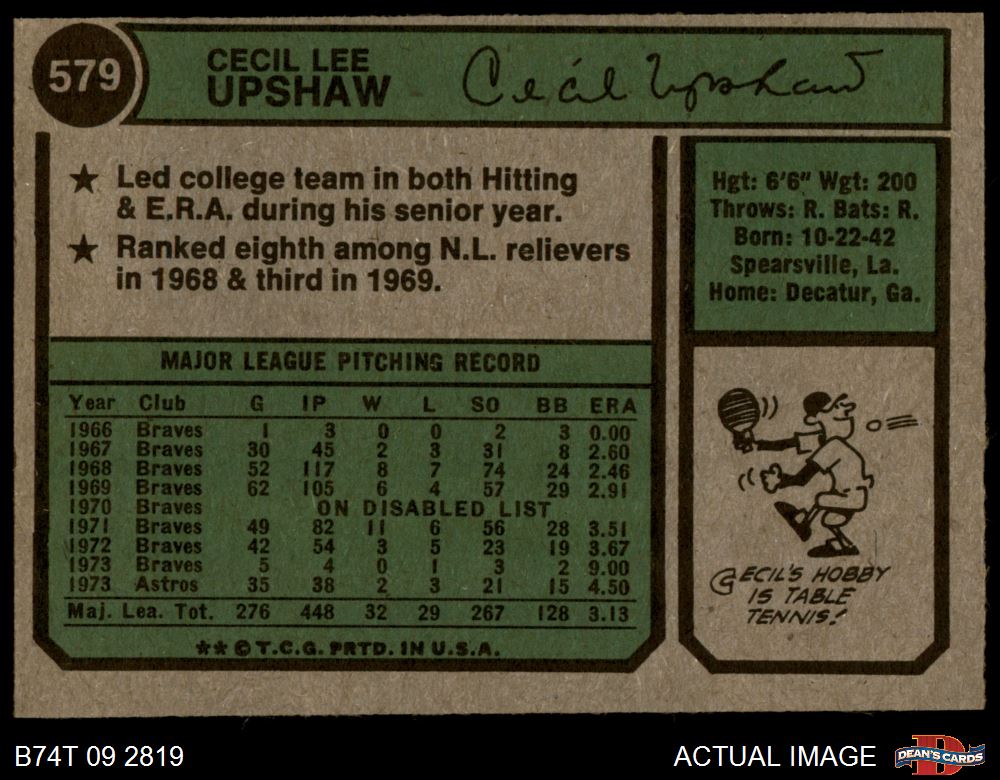 579
CECIL LEE
UPSHAW
Cecil Upshaw
★ Led college team in both Hitting
& E.R.A. during his senior year.
★ Ranked eighth among N.L. relievers
in 1968 & third in 1969.
Hgt: 6'6" Wgt: 200
Throws: R. Bats: R.
Born: 10-22-42
Spearsville, La.
Home: Decatur, Ga.
MAJOR LEAGUE PITCHING RECORD
Year Club G IP W L SO BB ERA
1966 Braves 1 3 0 0 2 3 0.00
1967 Braves 30 45 2 3 31 8 2.60
1968 Braves 52 117 8 7 74 24 2.46
1969 Braves 62 105 6 4 57 29 2.91
1970 Braves ON DISABLED LIST
1971 Braves 49 82 11 6 56 28 3.51
1972 Braves 42 54 3 5 23 19 3.67
1973 Braves 5 4 0 1 3 2 9.00
1973 Astros 35 38 2 3 21 15 4.50
Maj. Lea. Tot. 276 448 32 29 267 128 3.13
** © T.C.G. PRTD. IN U.S.A.
CECIL'S HOBBY
IS TABLE
TENNIS!
B74T 09 2819
ACTUAL IMAGE
D
DEAN'S CARDS